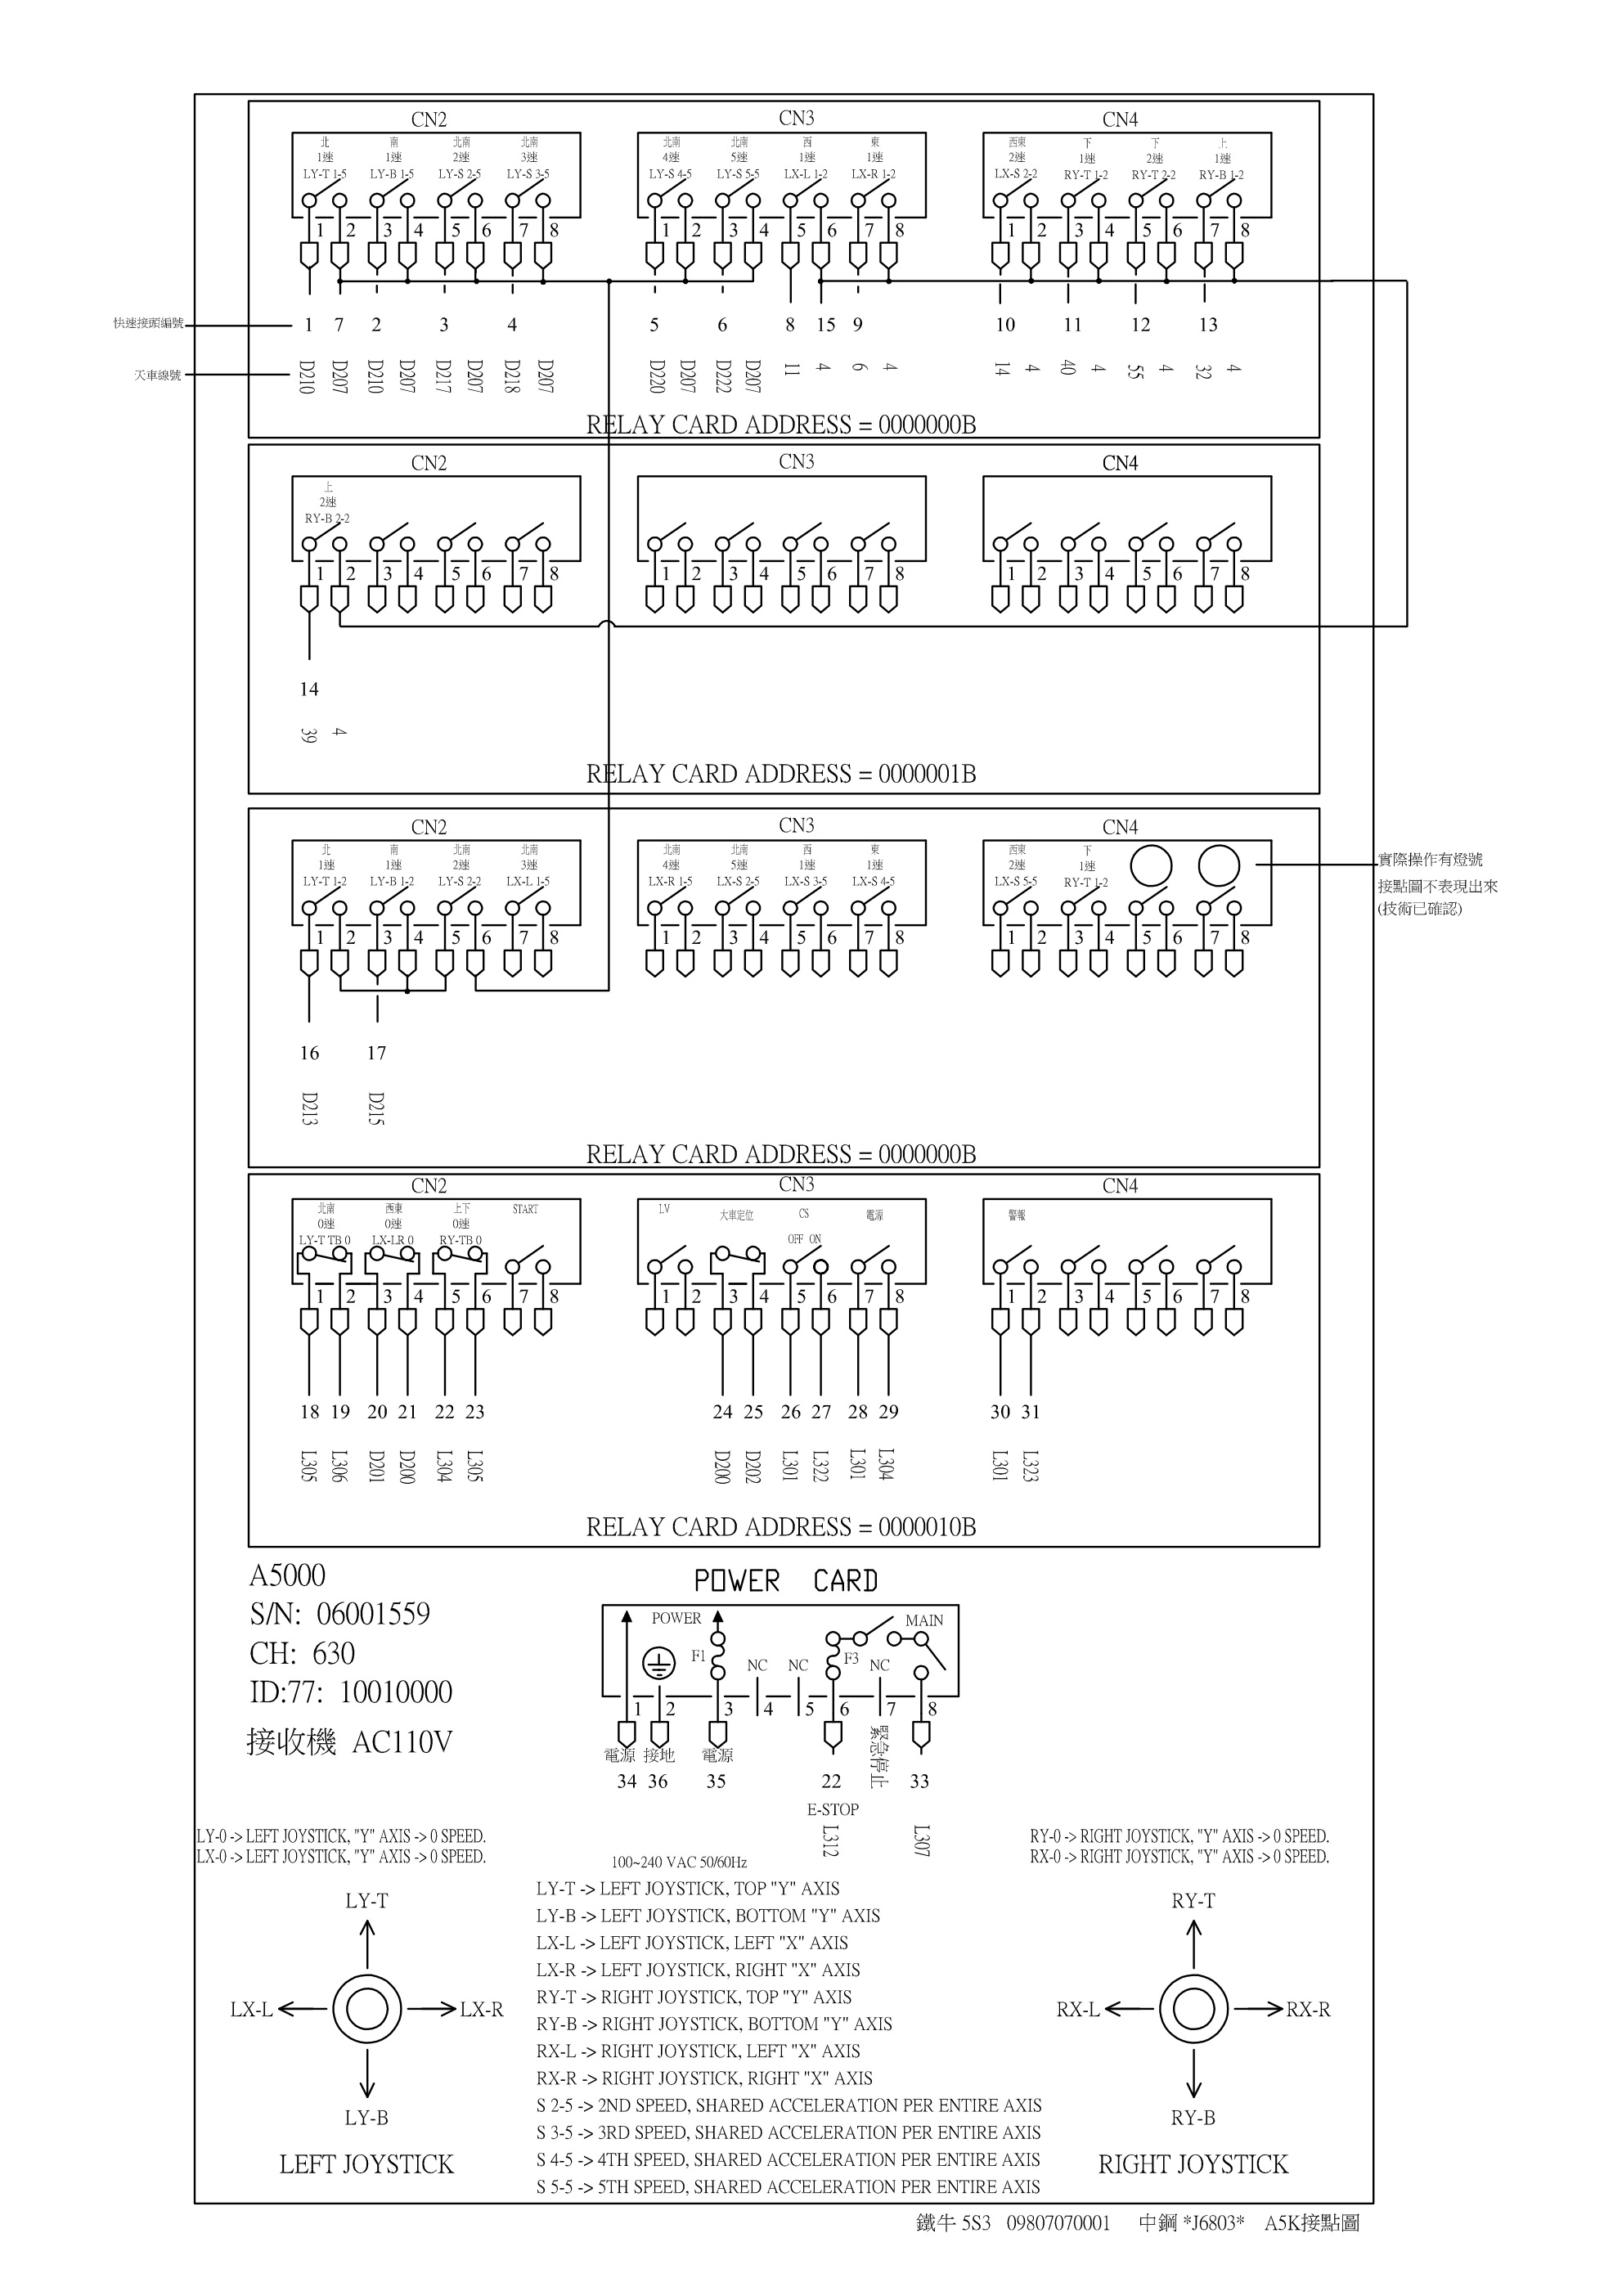 CN2
CN3
CN4
北 南 北南 北南
1速 1速 2速 3速
LY-T 1-5 LY-B 1-5 LY-S 2-5 LY-S 3-5
北南 北南 西 東
4速 5速 1速 1速
LY-S 4-5 LY-S 5-5 LX-L 1-2 LX-R 1-2
西東 下 下 上
2速 1速 2速 1速
LX-S 2-2 RY-T 1-2 RY-T 2-2 RY-B 1-2
1 2 3 4 5 6 7 8
1 2 3 4 5 6 7 8
1 2 3 4 5 6 7 8
快速接頭編號
1 7 2 3 4 5 6 8 15 9 10 11 12 13
天車線號
D210 D207 D210 D207 D217 D207 D218 D207
D220 D207 D222 D207 11 4 6 4
14 4 40 4 55 4 32 4
RELAY CARD ADDRESS = 0000000B
CN2
CN3
CN4
上
2速
RY-B 2-2
1 2 3 4 5 6 7 8
1 2 3 4 5 6 7 8
1 2 3 4 5 6 7 8
14
39 4
RELAY CARD ADDRESS = 0000001B
CN2
CN3
CN4
北 南 北南 北南
1速 1速 2速 3速
LY-T 1-2 LY-B 1-2 LY-S 2-2 LX-L 1-5
北南 北南 西 東
4速 5速 1速 1速
LX-R 1-5 LX-S 2-5 LX-S 3-5 LX-S 4-5
西東 下
2速 1速
LX-S 5-5 RY-T 1-2
實際操作有燈號
接點圖不表現出來
(技術已確認)
1 2 3 4 5 6 7 8
1 2 3 4 5 6 7 8
1 2 3 4 5 6 7 8
16 17
D213 D215
RELAY CARD ADDRESS = 0000000B
CN2
CN3
CN4
北南 西東 上下 START
0速 0速 0速
LY-T TB 0 LX-LR 0 RY-TB 0
LV 大車定位 CS 電源
OFF ON
警報
1 2 3 4 5 6 7 8
1 2 3 4 5 6 7 8
1 2 3 4 5 6 7 8
18 19 20 21 22 23 24 25 26 27 28 29 30 31
L305 L306 D201 D200 L304 L305
D200 D202 L301 L322 L301 L304
L301 L323
RELAY CARD ADDRESS = 0000010B
A5000
S/N: 06001559
CH: 630
ID:77: 10010000
接收機 AC110V
POWER CARD
POWER MAIN
F1 NC NC F3 NC
1 2 3 4 5 6 7 8
電源 接地 電源 緊急停止
34 36 35 22 33
E-STOP
L312 L307
100~240 VAC 50/60Hz
LY-0 -> LEFT JOYSTICK, "Y" AXIS -> 0 SPEED.
LX-0 -> LEFT JOYSTICK, "Y" AXIS -> 0 SPEED.
RY-0 -> RIGHT JOYSTICK, "Y" AXIS -> 0 SPEED.
RX-0 -> RIGHT JOYSTICK, "Y" AXIS -> 0 SPEED.
LY-T
LX-L LX-R
LY-B
LEFT JOYSTICK
LY-T -> LEFT JOYSTICK, TOP "Y" AXIS
LY-B -> LEFT JOYSTICK, BOTTOM "Y" AXIS
LX-L -> LEFT JOYSTICK, LEFT "X" AXIS
LX-R -> LEFT JOYSTICK, RIGHT "X" AXIS
RY-T -> RIGHT JOYSTICK, TOP "Y" AXIS
RY-B -> RIGHT JOYSTICK, BOTTOM "Y" AXIS
RX-L -> RIGHT JOYSTICK, LEFT "X" AXIS
RX-R -> RIGHT JOYSTICK, RIGHT "X" AXIS
S 2-5 -> 2ND SPEED, SHARED ACCELERATION PER ENTIRE AXIS
S 3-5 -> 3RD SPEED, SHARED ACCELERATION PER ENTIRE AXIS
S 4-5 -> 4TH SPEED, SHARED ACCELERATION PER ENTIRE AXIS
S 5-5 -> 5TH SPEED, SHARED ACCELERATION PER ENTIRE AXIS
RY-T
RX-L RX-R
RY-B
RIGHT JOYSTICK
鐵牛 5S3 09807070001 中鋼 *J6803* A5K接點圖